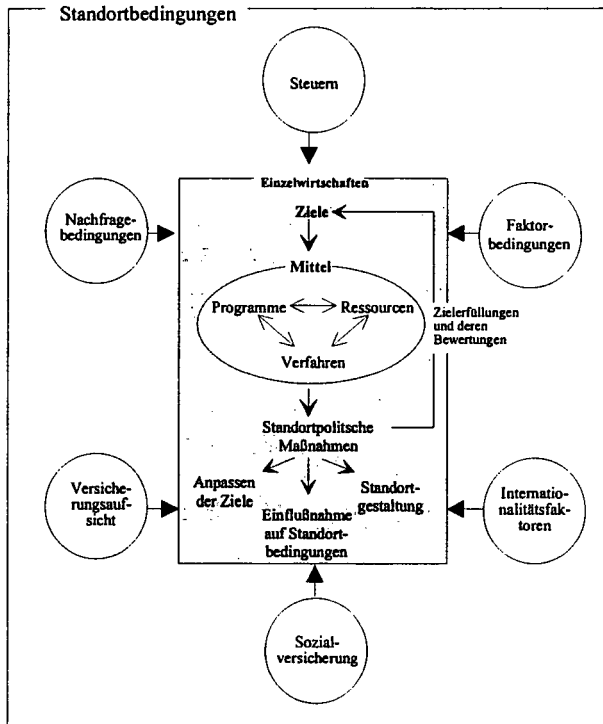 Standortbedingungen
Steuern
Einzelwirtschaften
Nachfrage-
bedingungen
Ziele
Faktor-
bedingungen
Mittel
Programme
Ressourcen
Verfahren
Zielerfüllungen
und deren
Bewertungen
Standortpolitsche
Maßnahmen
Anpassen
der Ziele
Einflußnahme
auf Standort-
bedingungen
Standort-
gestaltung
Versiche-
rungsauf-
sicht
Internatio-
nalitätsfak-
toren
Sozial-
versicherung